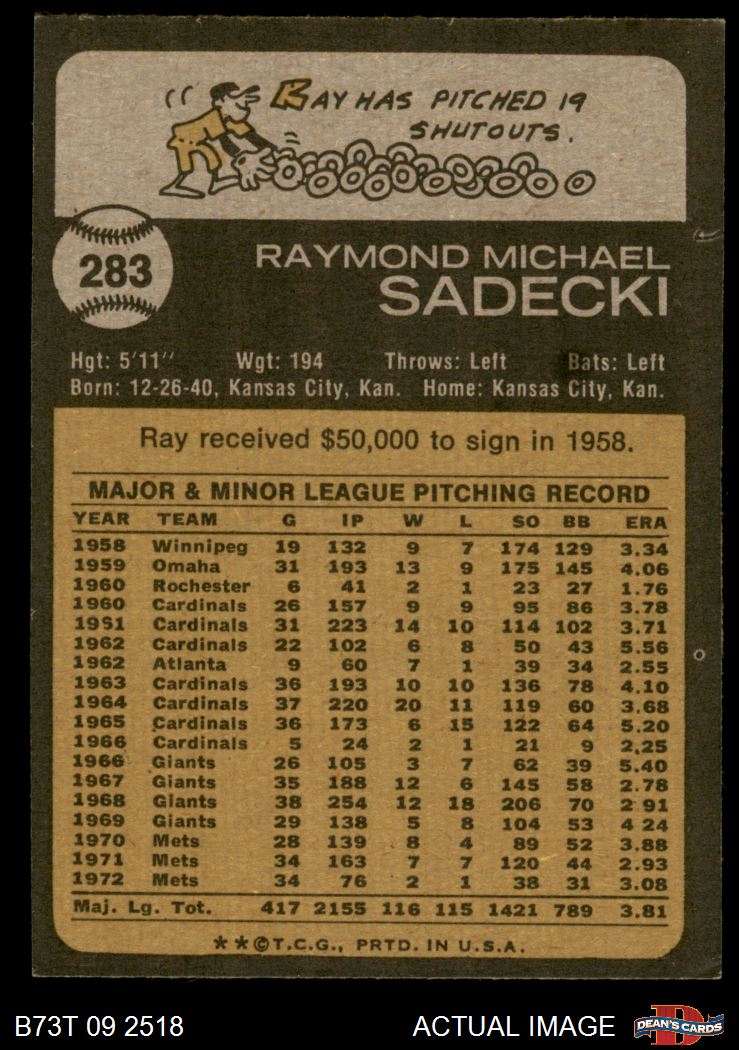 RAY HAS PITCHED 19
SHUTOUTS.
283
RAYMOND MICHAEL
SADECKI
Hgt: 5'11" Wgt: 194 Throws: Left Bats: Left
Born: 12-26-40, Kansas City, Kan. Home: Kansas City, Kan.
Ray received $50,000 to sign in 1958.
MAJOR & MINOR LEAGUE PITCHING RECORD
YEAR TEAM G IP W L SO BB ERA
1958 Winnipeg 19 132 9 7 174 129 3.34
1959 Omaha 31 193 13 9 175 145 4.06
1960 Rochester 6 41 2 1 23 27 1.76
1960 Cardinals 26 157 9 9 95 86 3.78
1951 Cardinals 31 223 14 10 114 102 3.71
1962 Cardinals 22 102 6 8 50 43 5.56
1962 Atlanta 9 60 7 1 39 34 2.55
1963 Cardinals 36 193 10 10 136 78 4.10
1964 Cardinals 37 220 20 11 119 60 3.68
1965 Cardinals 36 173 6 15 122 64 5.20
1966 Cardinals 5 24 2 1 21 9 2,25
1966 Giants 26 105 3 7 62 39 5.40
1967 Giants 35 188 12 6 145 58 2.78
1968 Giants 38 254 12 18 206 70 2 91
1969 Giants 29 138 5 8 104 53 4 24
1970 Mets 28 139 8 4 89 52 3.88
1971 Mets 34 163 7 7 120 44 2.93
1972 Mets 34 76 2 1 38 31 3.08
Maj. Lg. Tot. 417 2155 116 115 1421 789 3.81
**©T.C.G., PRTD. IN U.S.A.
B73T 09 2518 ACTUAL IMAGE D DEAN'S CARDS